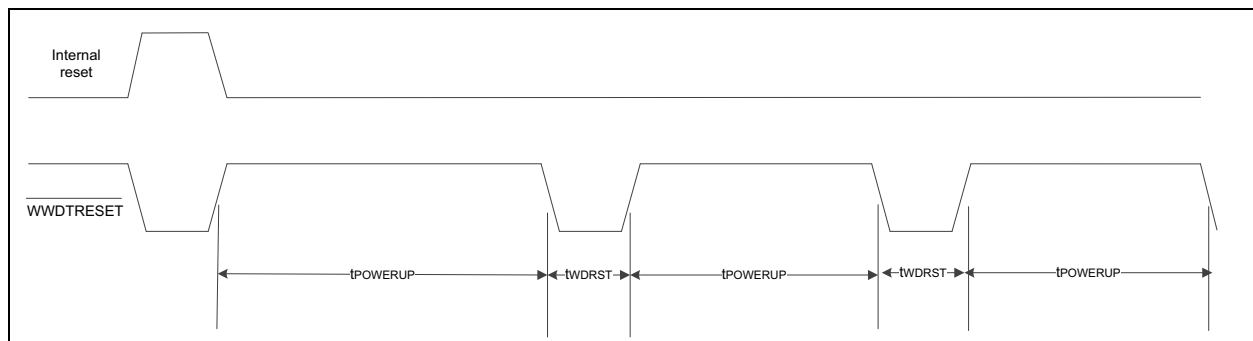 Internal
reset
WWDTRESET
tPOWERUP
tWDRST
tPOWERUP
tWDRST
tPOWERUP